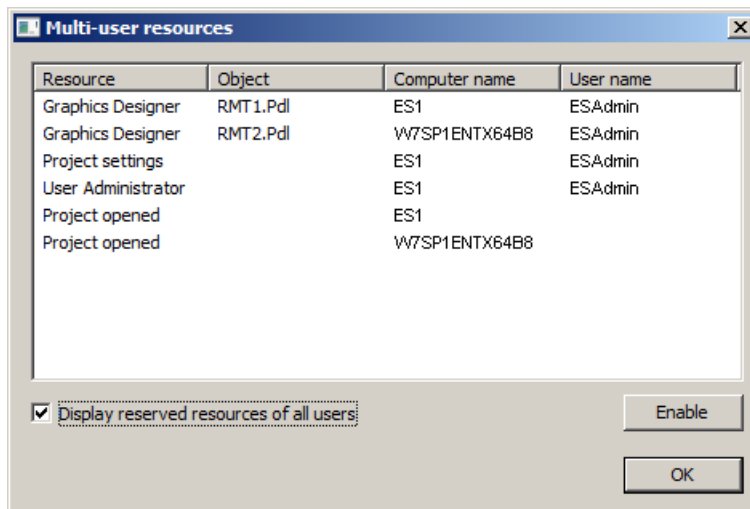 Multi-user resources
Resource Object Computer name User name
Graphics Designer RMT1.Pdl ES1 ESAdmin
Graphics Designer RMT2.Pdl W7SP1ENTX64B8 ESAdmin
Project settings ES1 ESAdmin
User Administrator ES1 ESAdmin
Project opened ES1
Project opened W7SP1ENTX64B8
Display reserved resources of all users Enable
OK